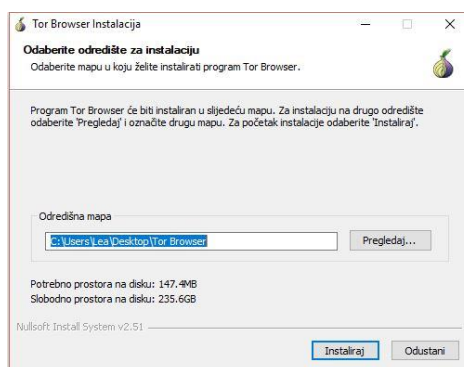 Tor Browser Instalacija
Odaberite odredište za instalaciju
Odaberite mapu u koju želite instalirati program Tor Browser.
Program Tor Browser će biti instaliran u slijedeću mapu. Za instalaciju na drugo odredište
odaberite 'Pregledaj' i označite drugu mapu. Za početak instalacije odaberite 'Instaliraj'.
Odredišna mapa
C:\Users\Lea\Desktop\Tor Browser
Pregledaj...
Potrebno prostora na disku: 147.4MB
Slobodno prostora na disku: 235.6GB
Nullsoft Install System v2.51
Instaliraj
Odustani